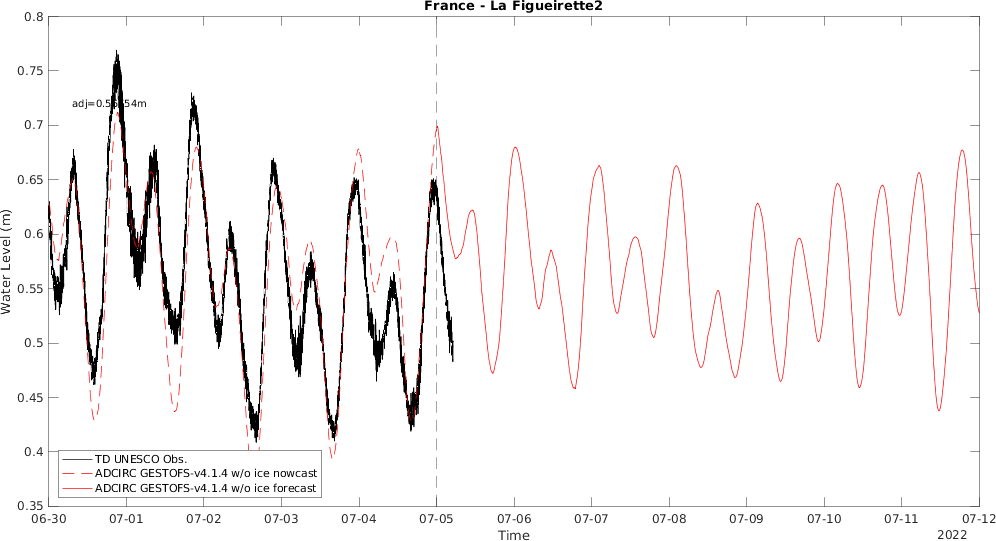 France - La Figueirette2
0.8
0.75
0.7
0.65
0.6
0.55
0.5
0.45
0.4
0.35
Water Level (m)
TD UNESCO Obs.
ADCIRC GESTOFS-v4.1.4 w/o ice nowcast
ADCIRC GESTOFS-v4.1.4 w/o ice forecast
06-30 07-01 07-02 07-03 07-04 07-05 07-06 07-07 07-08 07-09 07-10 07-11 07-12
Time
2022